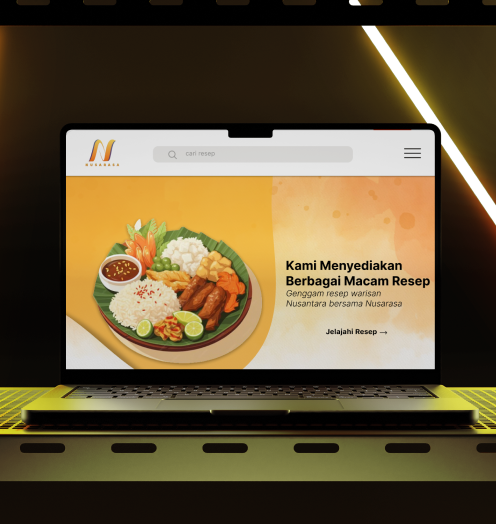 N
NUSARASA
cari resep
Kami Menyediakan
Berbagai Macam Resep
Genggam resep warisan
Nusantara bersama Nusarasa
Jelajahi Resep →